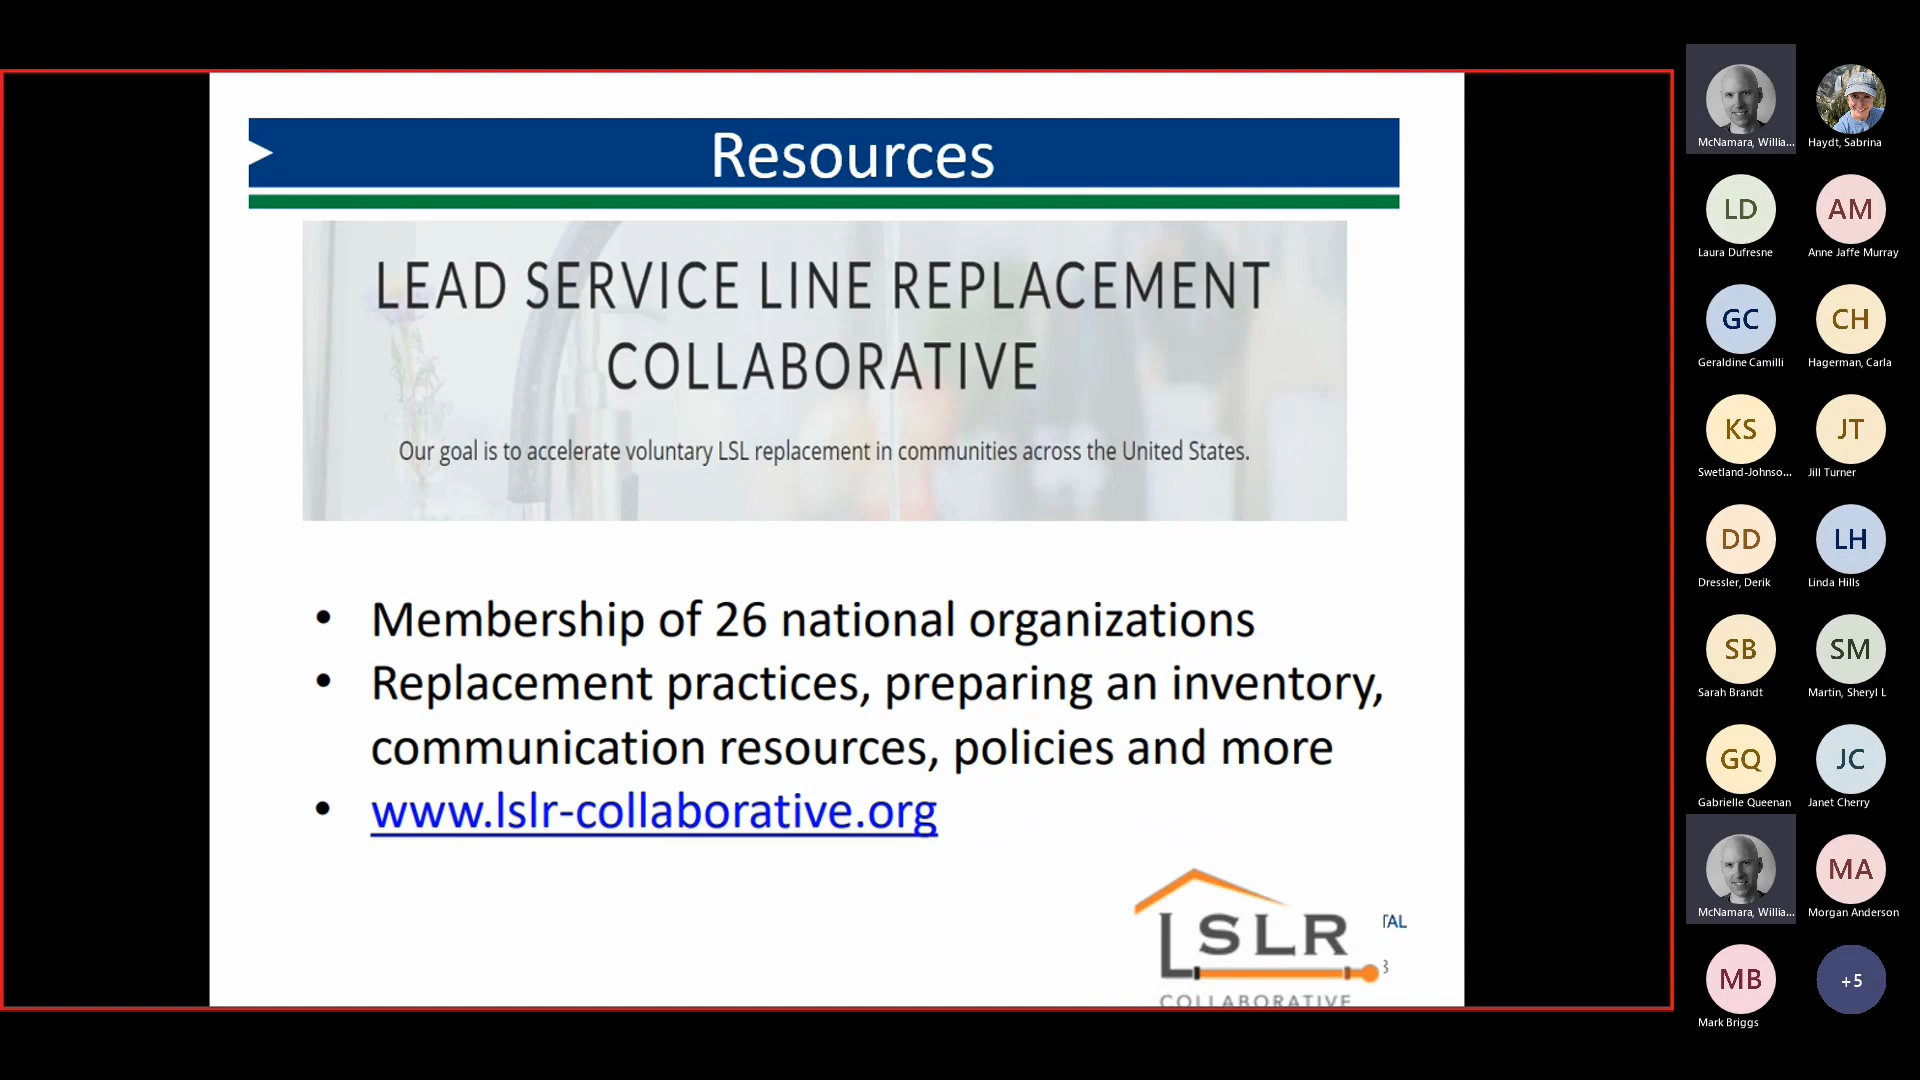 Resources
LEAD SERVICE LINE REPLACEMENT
COLLABORATIVE
Our goal is to accelerate voluntary LSL replacement in communities across the United States.
• Membership of 26 national organizations
• Replacement practices, preparing an inventory,
communication resources, policies and more
• www.lslr-collaborative.org
LSLR
COLLABORATIVE
TAL
3
McNamara, Willia...
Haydt, Sabrina
LD
AM
Laura Dufresne
Anne Jaffe Murray
GC
CH
Geraldine Camilli
Hagerman, Carla
KS
JT
Swetland-Johnso...
Jill Turner
DD
LH
Dressler, Derik
Linda Hills
SB
SM
Sarah Brandt
Martin, Sheryl L
GQ
JC
Gabrielle Queenan
Janet Cherry
MA
McNamara, Willia...
Morgan Anderson
MB
+5
Mark Briggs